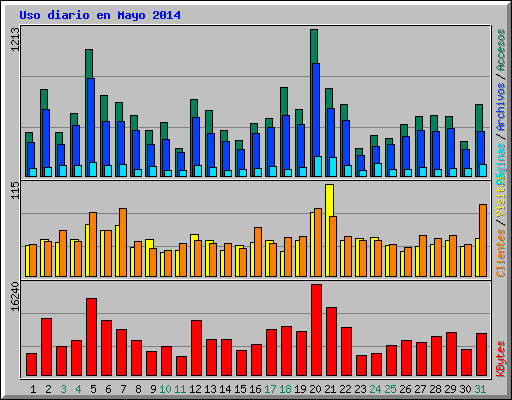 Uso diario en Mayo 2014
1213
115
16240
Accesos
/ Archivos /
Páginas
Visitas
/
Clientes
KBytes
1 2 3 4 5 6 7 8 9 10 11 12 13 14 15 16 17 18 19 20 21 22 23 24 25 26 27 28 29 30 31